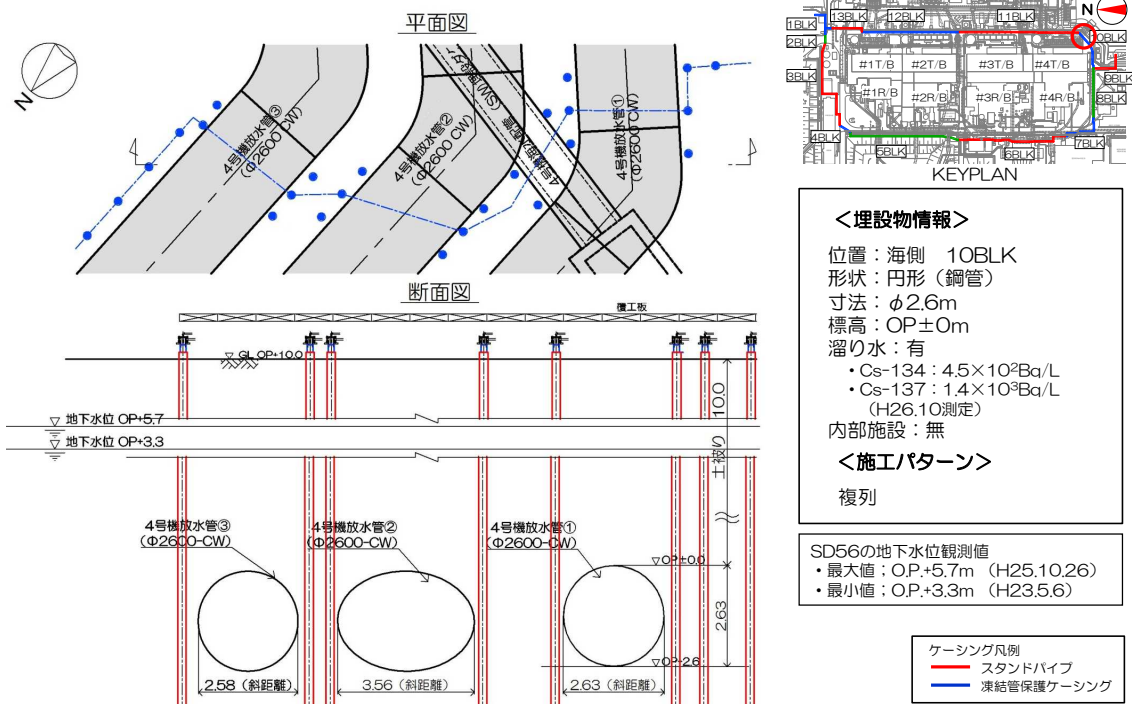 平面図
N
4号機放水管③
(Φ2600-CW)
4号機放水管②
(Φ2600-CW)
4号機放水管①
(Φ2600-CW)
断面図
覆工板
GL OP+10.0
地下水位 OP+5.7
地下水位 OP+3.3
10.0
土被り
4号機放水管③
(Φ2600-CW)
4号機放水管②
(Φ2600-CW)
4号機放水管①
(Φ2600-CW)
OP±0.0
2.63
OP-2.6
2.58（斜距離）
3.56（斜距離）
2.63（斜距離）
N
1BLK
13BLK
12BLK
11BLK
2BLK
3BLK
9BLK
8BLK
4BLK
5BLK
6BLK
7BLK
#1T/B
#2T/B
#3T/B
#4T/B
#1R/B
#2R/B
#3R/B
#4R/B
KEYPLAN
＜埋設物情報＞
位置：海側　10BLK
形状：円形（鋼管）
寸法：φ2.6m
標高：OP±0m
溜り水：有
・Cs-134：4.5×10²Bq/L
・Cs-137：1.4×10³Bq/L
（H26.10測定）
内部施設：無
＜施工パターン＞
複列
SD56の地下水位観測値
・最大値；O.P.+5.7m （H25.10.26）
・最小値；O.P.+3.3m （H23.5.6）
ケーシング凡例
スタンドパイプ
凍結管保護ケーシング